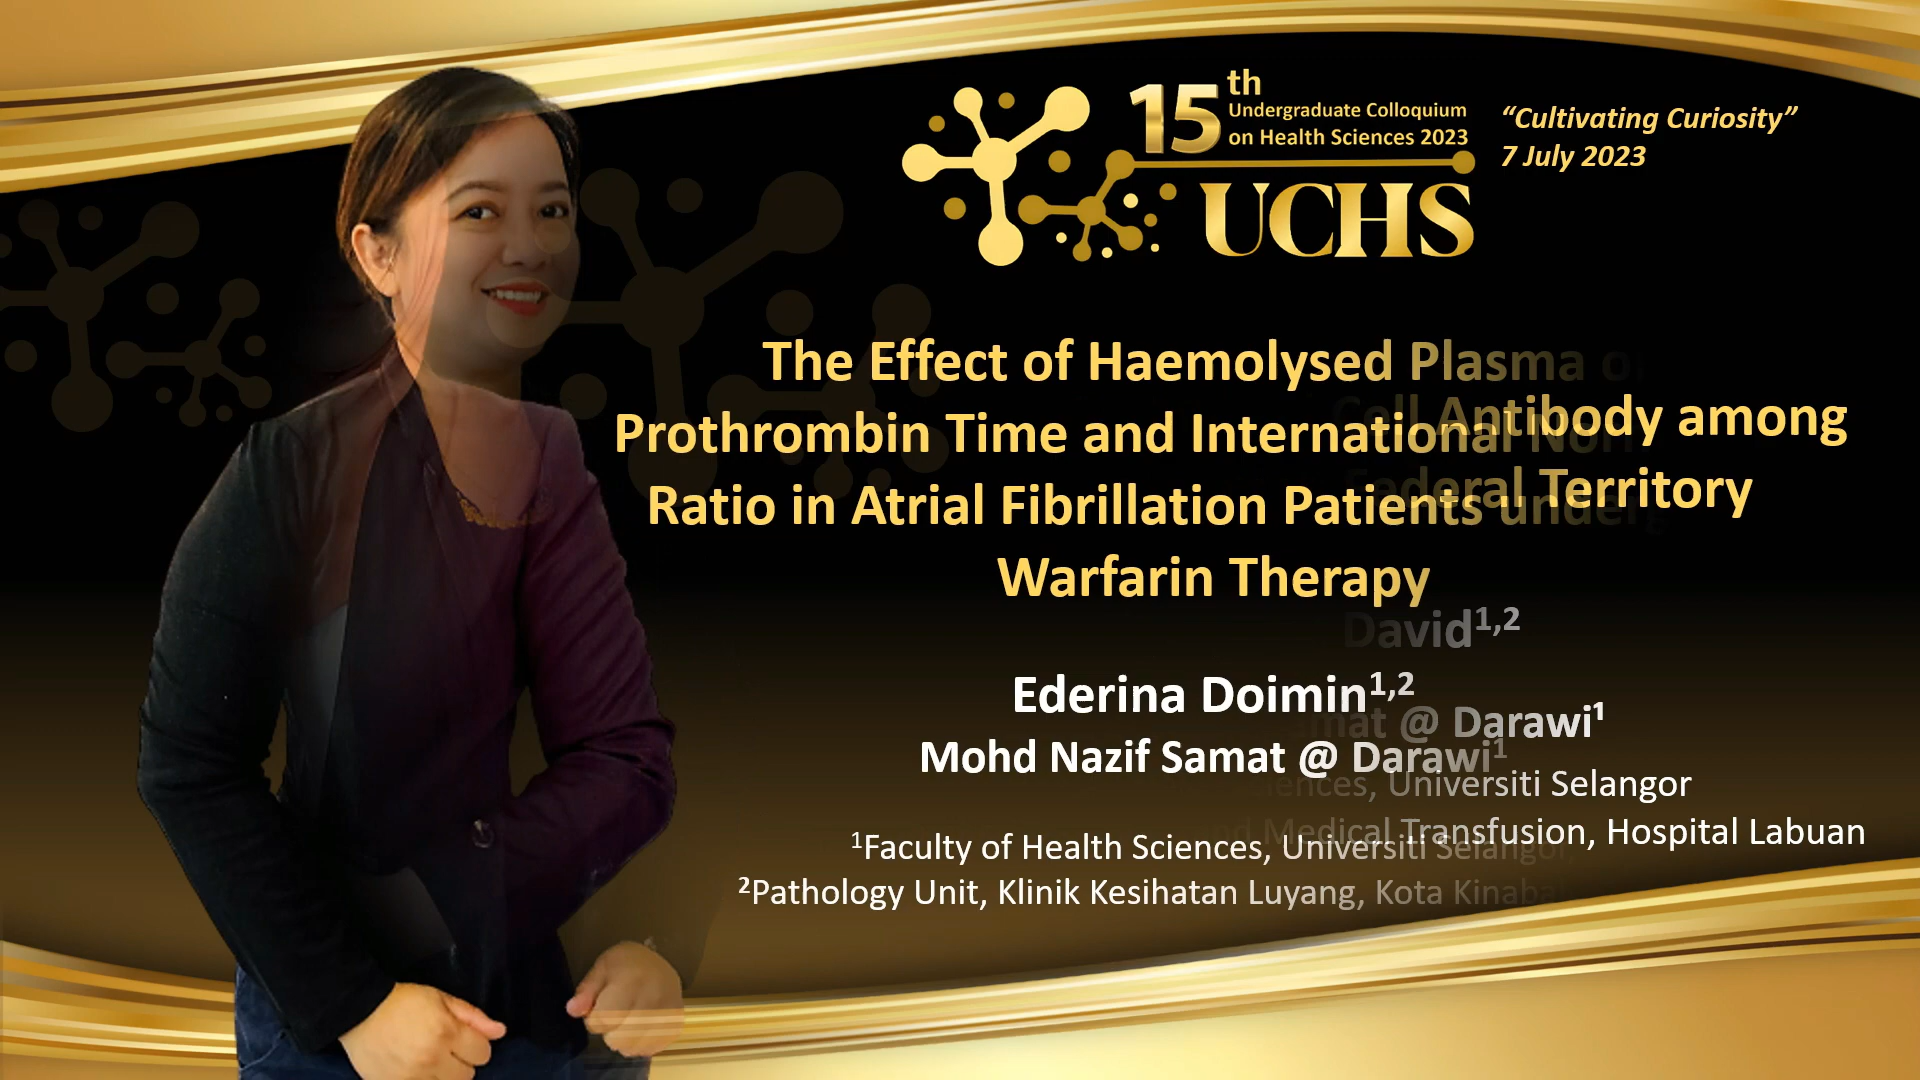 15th
Undergraduate Colloquium
on Health Sciences 2023
UCHS
“Cultivating Curiosity”
7 July 2023
The Effect of Haemolysed Plasma
Prothrombin Time and International
Ratio in Atrial Fibrillation Patients
Warfarin Therapy
Antibody among
Federal Territory
David1,2
Ederina Doimin1,2
@ Darawi1
Mohd Nazif Samat @ Darawi1
Universiti Selangor
Medical Transfusion, Hospital Labuan
1Faculty of Health Sciences, Universiti Selangor,
2Pathology Unit, Klinik Kesihatan Luyang, Kota